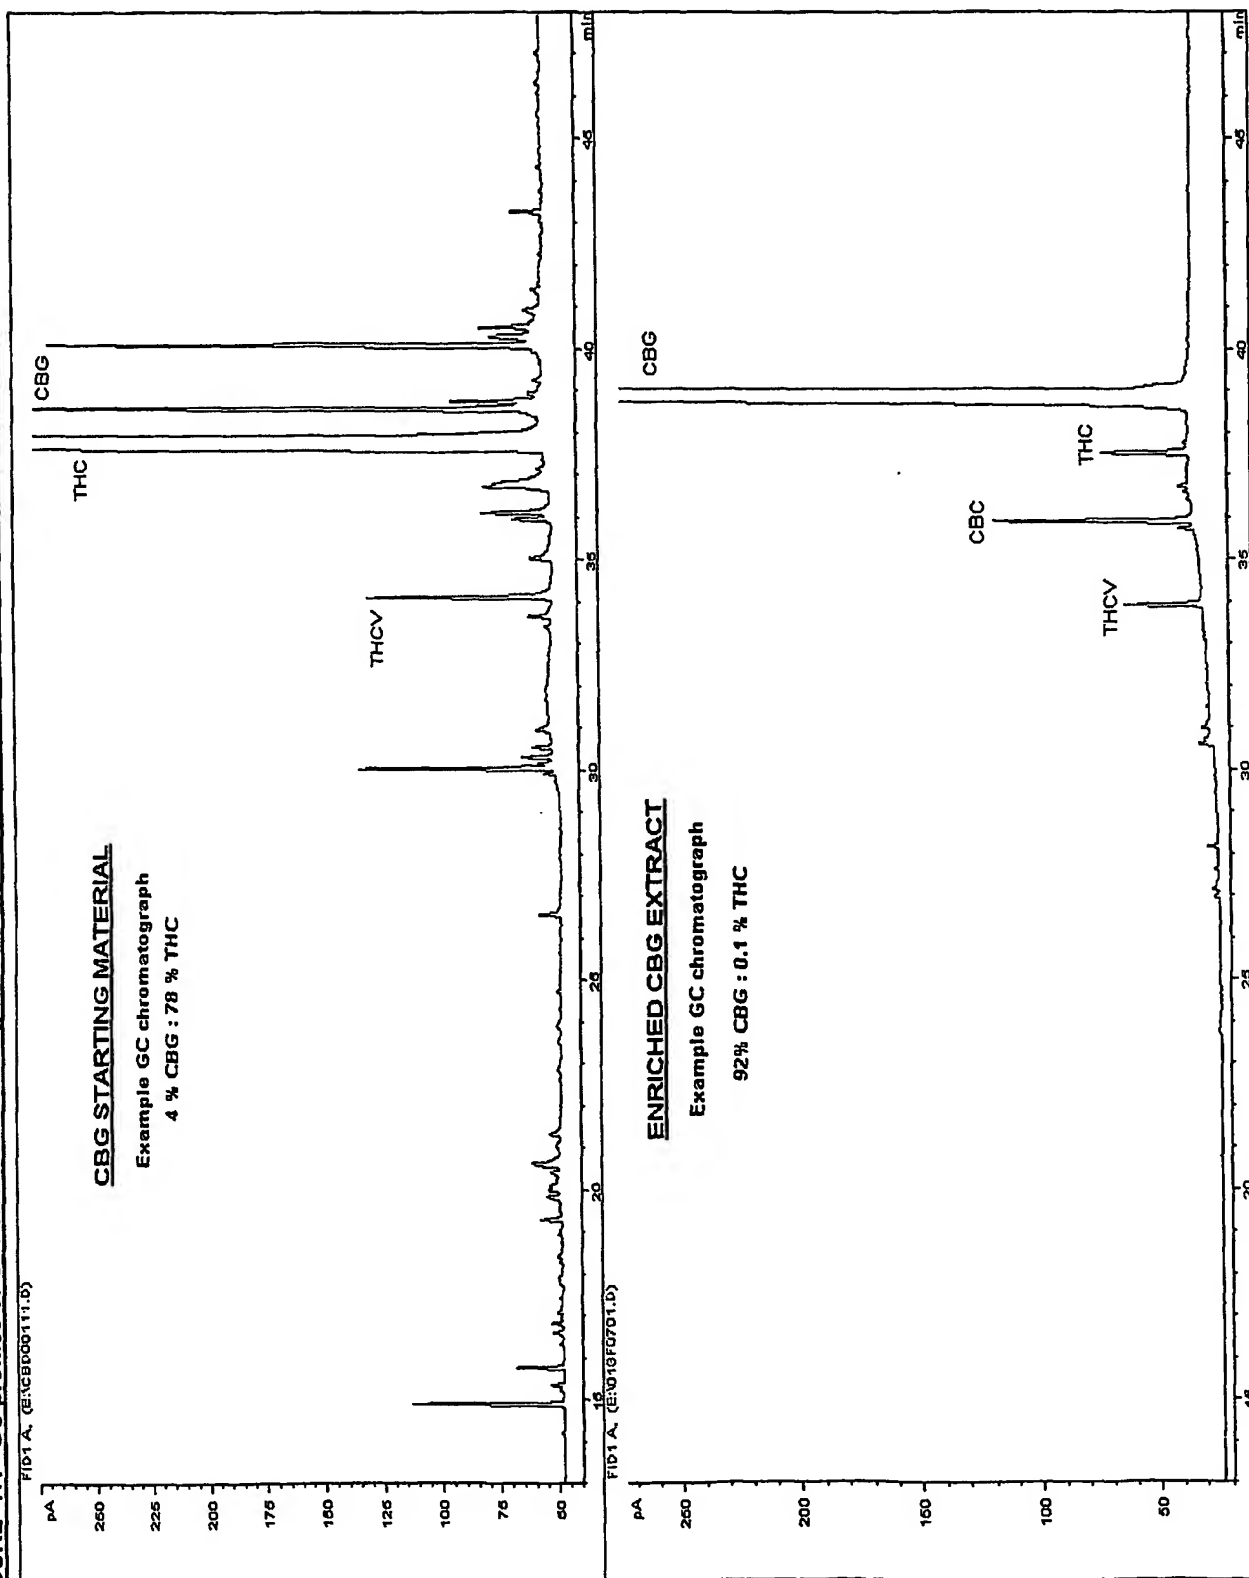 FID1 A, (E:\CBD00111.D)
pA
250
225
200
175
150
125
100
75
50
CBG STARTING MATERIAL
Example GC chromatograph
4 % CBG : 78 % THC
THCV
THC
CBG
15
20
25
30
35
40
45
min
FID1 A, (E:\01GF0701.D)
pA
250
200
150
100
50
ENRICHED CBG EXTRACT
Example GC chromatograph
92% CBG : 0.1 % THC
THCV
CBC
THC
CBG
15
20
25
30
35
40
45
min